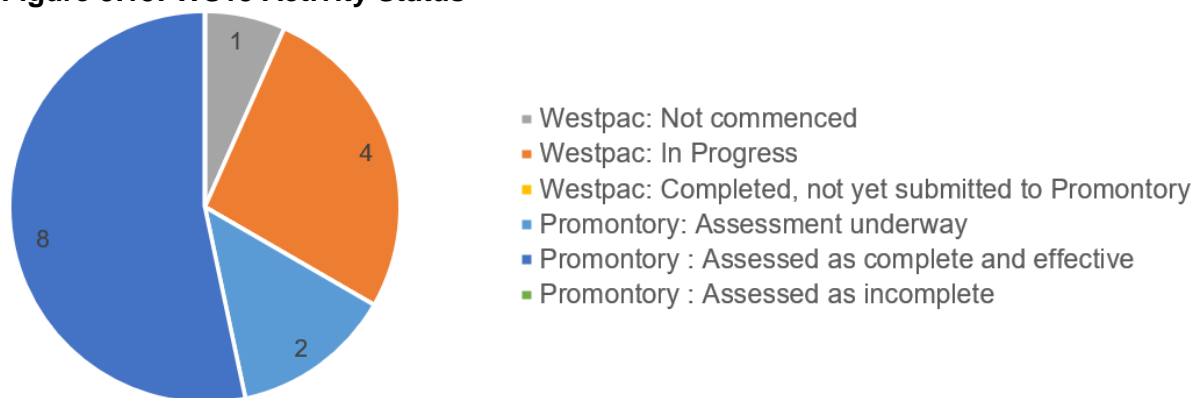 1
4
8
2
Westpac: Not commenced
Westpac: In Progress
Westpac: Completed, not yet submitted to Promontory
Promontory: Assessment underway
Promontory : Assessed as complete and effective
Promontory : Assessed as incomplete